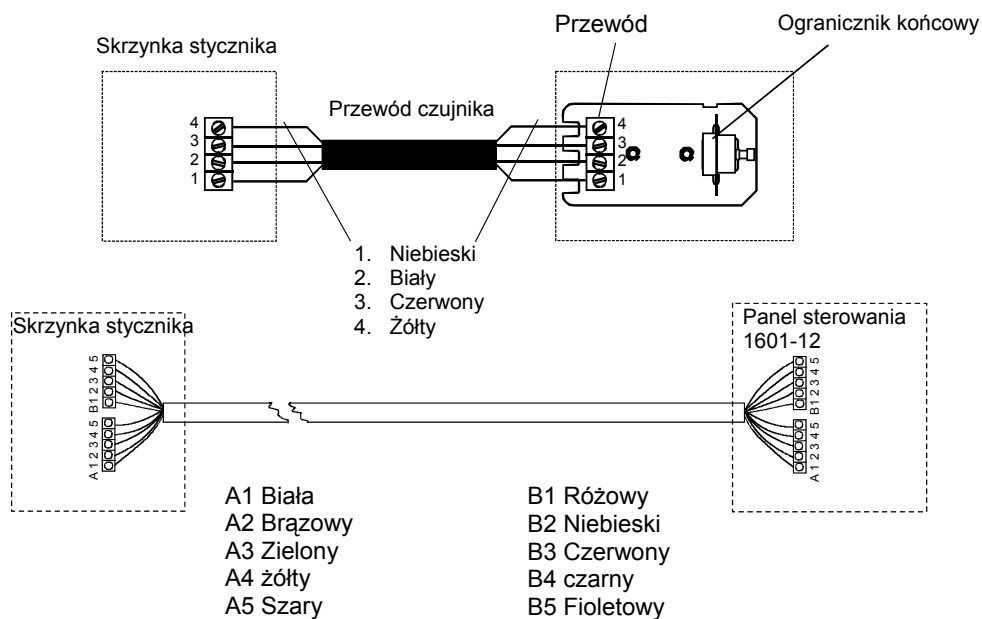 Przewód
Ogranicznik końcowy
Skrzynka stycznika
Przewód czujnika
4
3
2
1
4
3
2
1
1. Niebieski
2. Biały
3. Czerwony
4. Żółty
Skrzynka stycznika
Panel sterowania
1601-12
B1 2 3 4 5
A 1 2 3 4 5
B1 2 3 4 5
A 1 2 3 4 5
A1 Biała
A2 Brązowy
A3 Zielony
A4 żółty
A5 Szary
B1 Różowy
B2 Niebieski
B3 Czerwony
B4 czarny
B5 Fioletowy